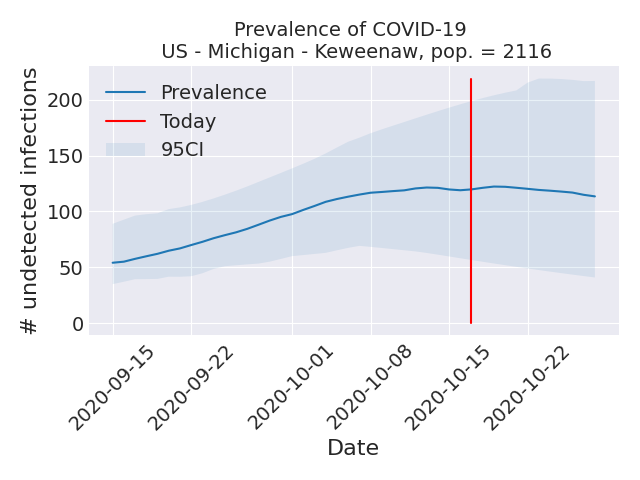 Prevalence of COVID-19
US - Michigan - Keweenaw, pop. = 2116
# undetected infections
200
150
100
50
0
Prevalence
Today
95CI
2020-09-15
2020-09-22
2020-10-01
2020-10-08
2020-10-15
2020-10-22
Date